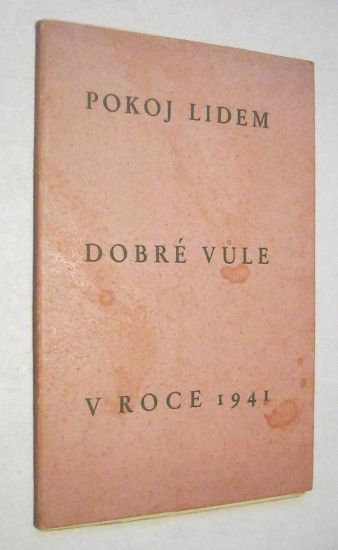 POKOJ LIDEM
DOBRÉ VŮLE
V ROCE 1941